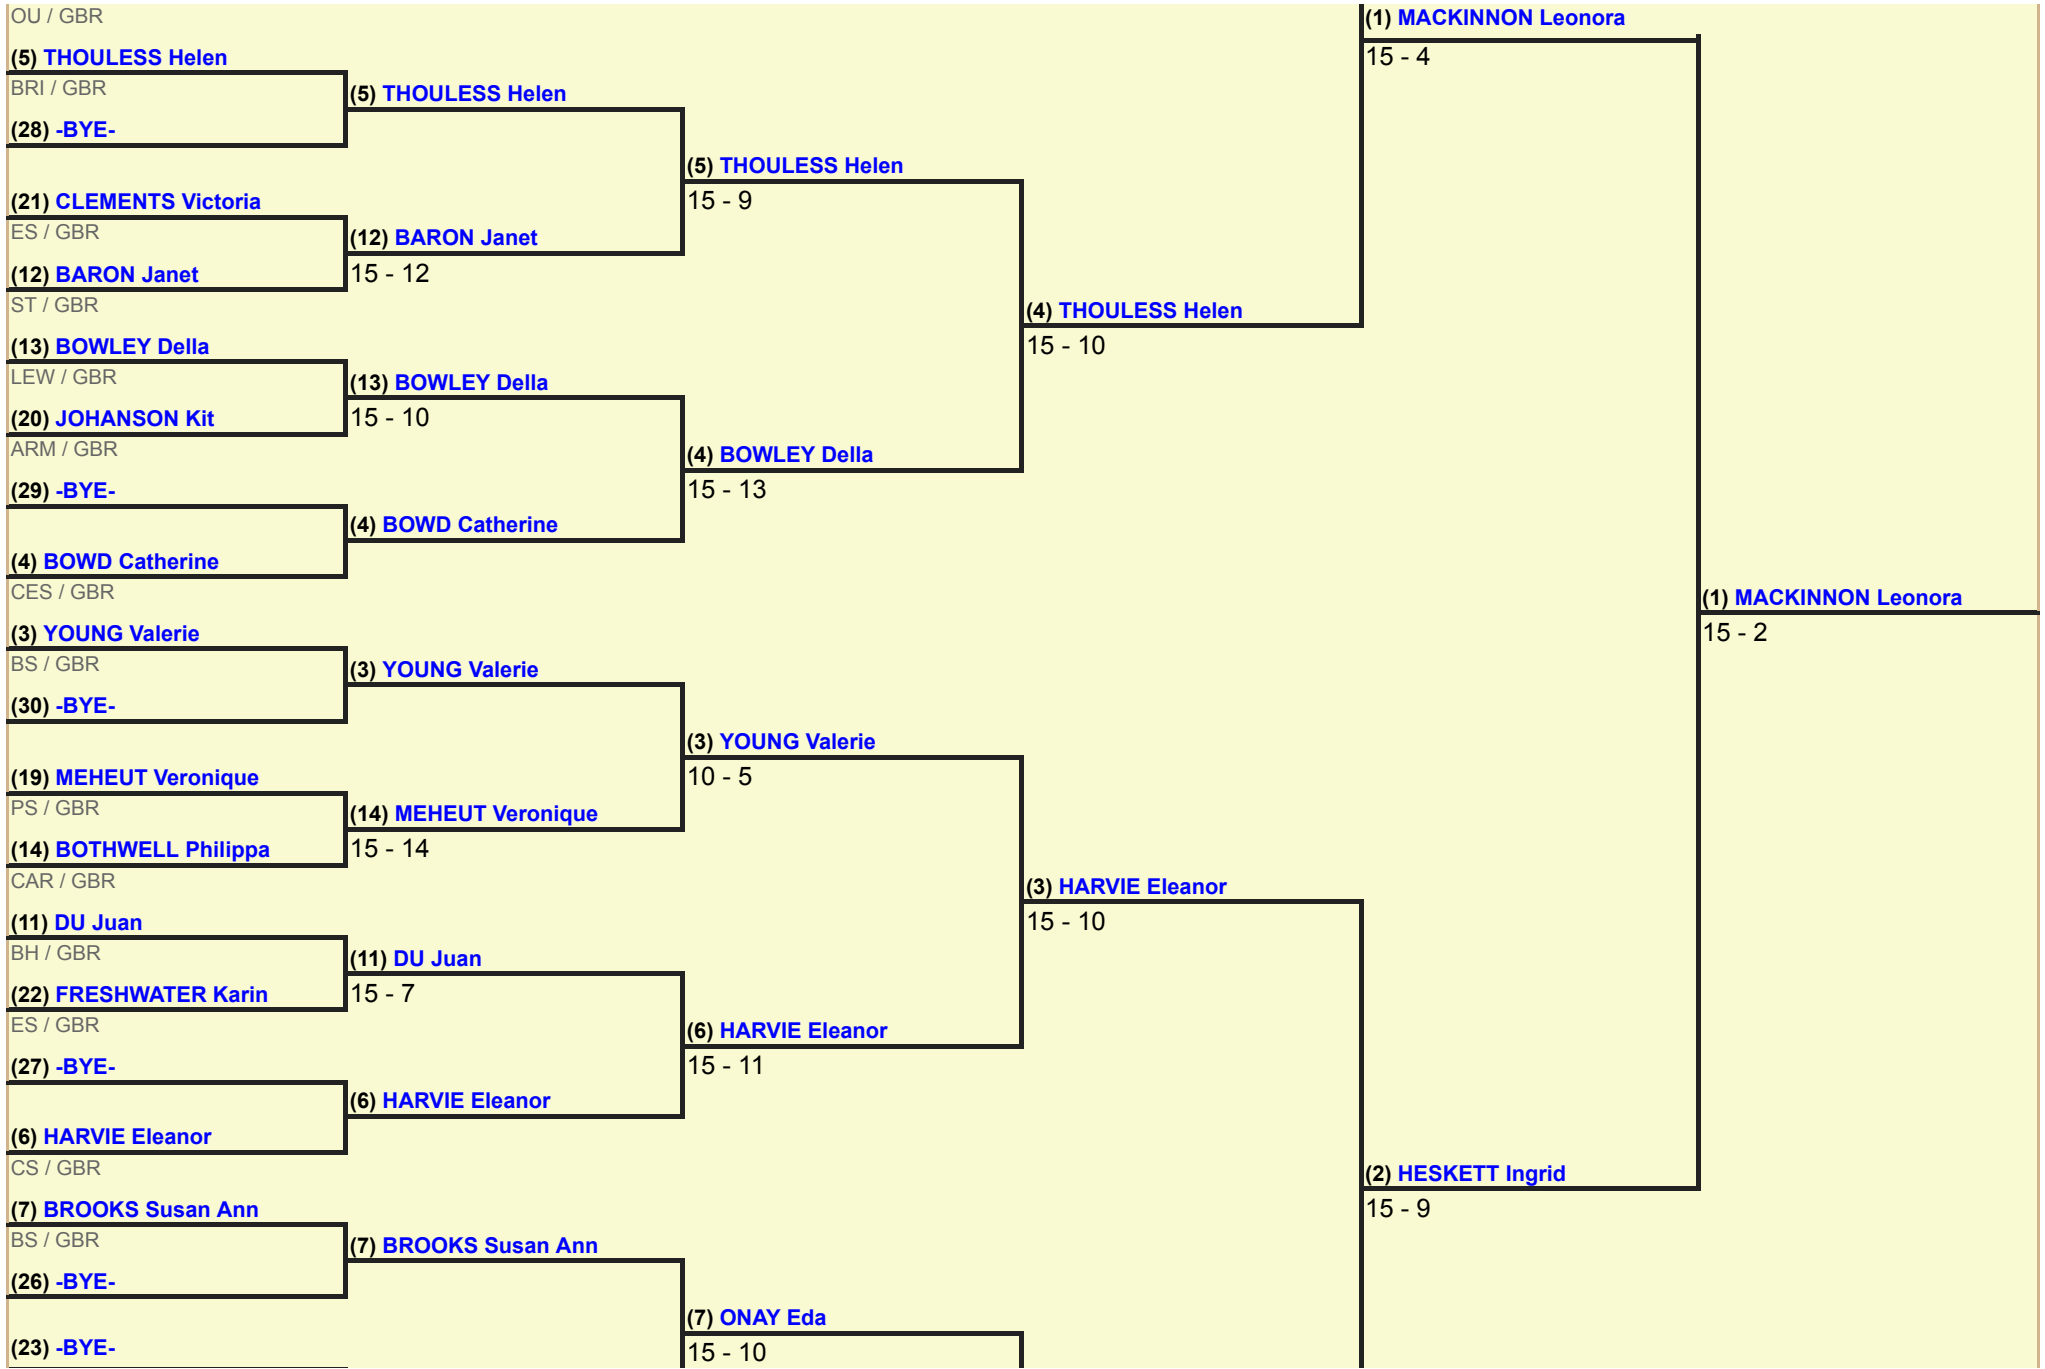 OU / GBR
(5) THOULESS Helen
BRI / GBR
(28) -BYE-
(21) CLEMENTS Victoria
ES / GBR
(12) BARON Janet
ST / GBR
(13) BOWLEY Della
LEW / GBR
(20) JOHANSON Kit
ARM / GBR
(29) -BYE-
(4) BOWD Catherine
CES / GBR
(3) YOUNG Valerie
BS / GBR
(30) -BYE-
(19) MEHEUT Veronique
PS / GBR
(14) BOTHWELL Philippa
CAR / GBR
(11) DU Juan
BH / GBR
(22) FRESHWATER Karin
ES / GBR
(27) -BYE-
(6) HARVIE Eleanor
CS / GBR
(7) BROOKS Susan Ann
BS / GBR
(26) -BYE-
(23) -BYE-
(5) THOULESS Helen
(12) BARON Janet
15 - 12
(13) BOWLEY Della
15 - 10
(4) BOWD Catherine
(3) YOUNG Valerie
(14) MEHEUT Veronique
15 - 14
(11) DU Juan
15 - 7
(6) HARVIE Eleanor
(7) BROOKS Susan Ann
(5) THOULESS Helen
15 - 9
(4) BOWLEY Della
15 - 13
(3) YOUNG Valerie
10 - 5
(6) HARVIE Eleanor
15 - 11
(7) ONAY Eda
15 - 10
(4) THOULESS Helen
15 - 10
(3) HARVIE Eleanor
15 - 10
(1) MACKINNON Leonora
15 - 4
(2) HESKETT Ingrid
15 - 9
(1) MACKINNON Leonora
15 - 2